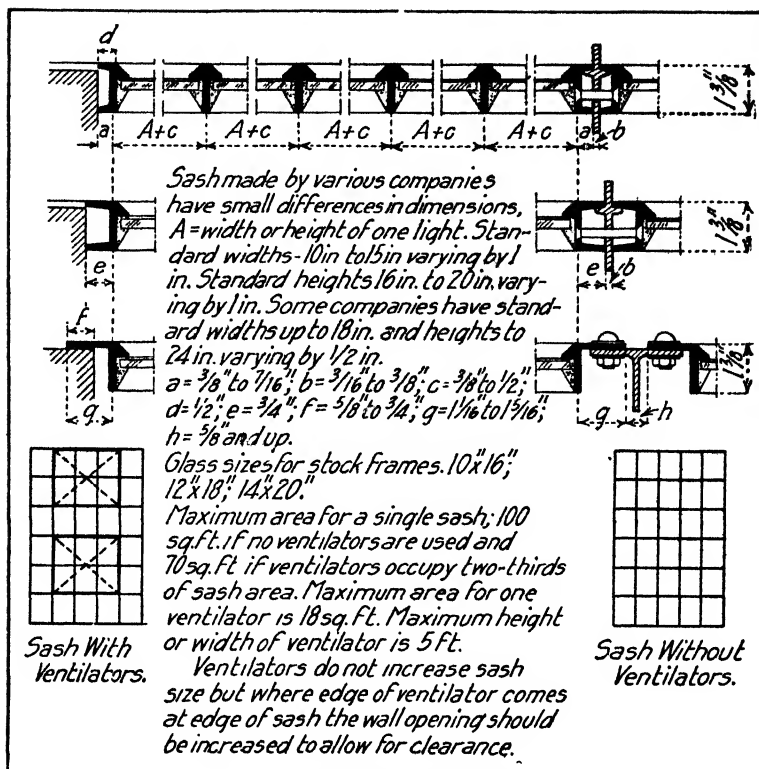 d
A+c A+c A+c A+c A+c
a a b
1 3/8"
Sash made by various companies
have small differences in dimensions,
A=width or height of one light. Stan-
dard widths-10in to 15in varying by 1
in. Standard heights 16 in. to 20 in. vary-
ing by 1 in. Some companies have stand-
ard widths up to 18 in. and heights to
24 in. varying by 1/2 in.
a=3/8" to 7/16"; b=3/16" to 3/8"; c=3/8" to 1/2";
d=1/2"; e=3/4"; f=5/8" to 3/4"; g=1 1/16" to 1 5/16";
h=5/8" and up.
Glass sizes for stock frames. 10"x16";
12"x18"; 14"x20".
Maximum area for a single sash; 100
sq.ft. if no ventilators are used and
70 sq.ft if ventilators occupy two-thirds
of sash area. Maximum area for one
ventilator is 18 sq. ft. Maximum height
or width of ventilator is 5 ft.
Ventilators do not increase sash
size but where edge of ventilator comes
at edge of sash the wall opening should
be increased to allow for clearance.
e
f
g
e b
1 3/8"
1 3/8"
g h
Sash With
Ventilators.
Sash Without
Ventilators.